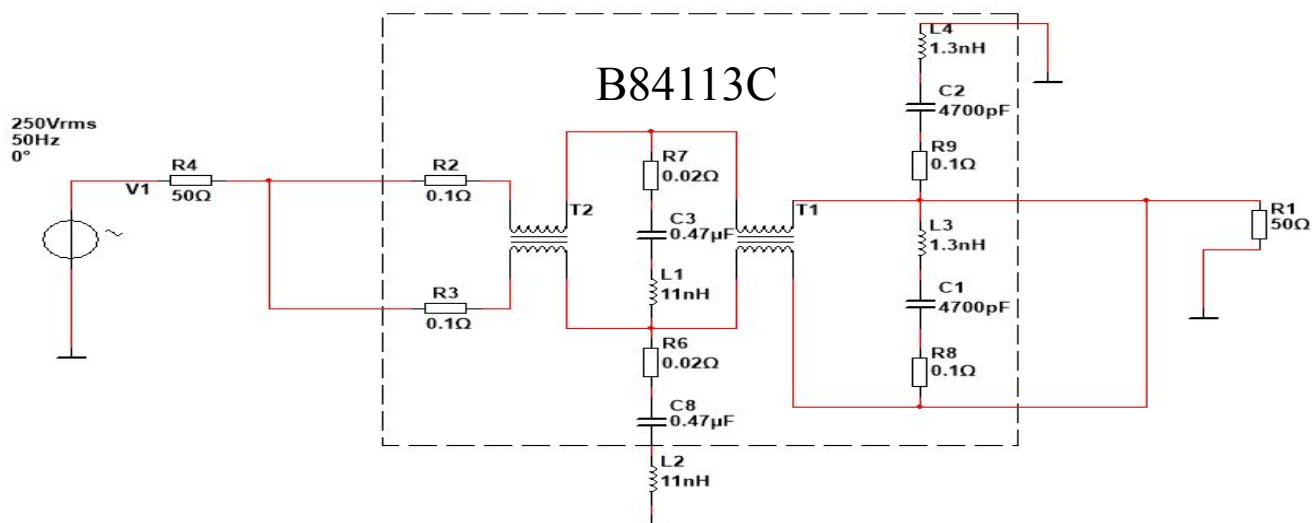 L4
1.3nH
B84113C
C2
4700pF
250Vrms
50Hz
0°
R4
V1
50Ω
R2
0.1Ω
R7
0.02Ω
R9
0.1Ω
T2
T1
R1
50Ω
C3
0.47µF
L3
1.3nH
L1
11nH
C1
4700pF
R3
0.1Ω
R6
0.02Ω
R8
0.1Ω
C8
0.47µF
L2
11nH